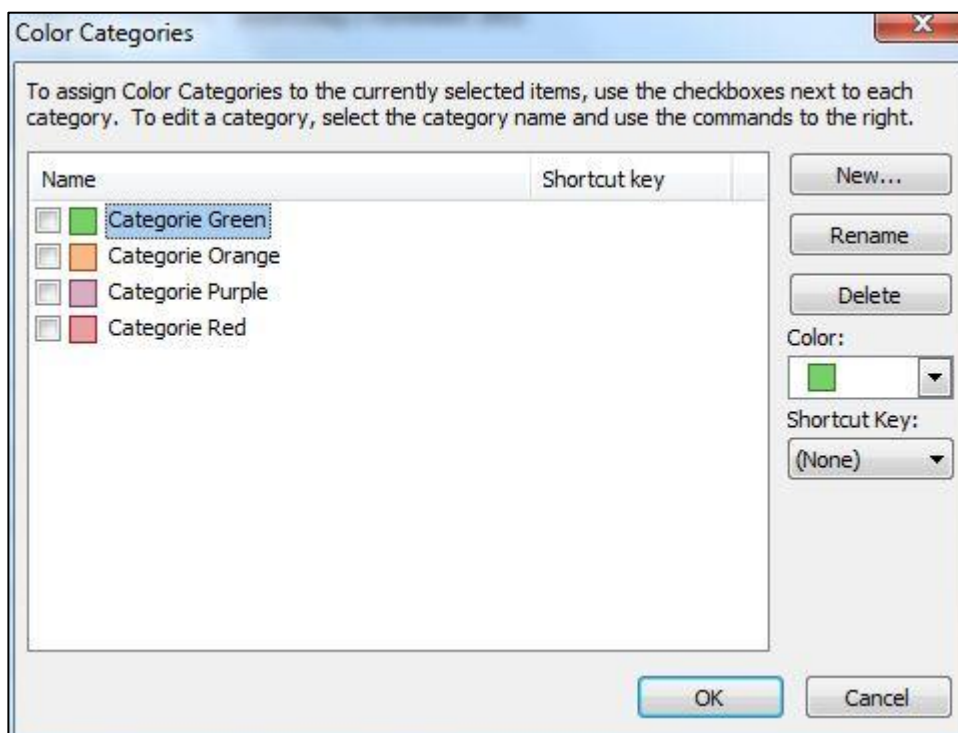 Color Categories
X
To assign Color Categories to the currently selected items, use the checkboxes next to each
category. To edit a category, select the category name and use the commands to the right.
Name Shortcut key
New...
Categorie Green
Rename
Categorie Orange
Categorie Purple
Delete
Categorie Red
Color:
Shortcut Key:
(None)
OK Cancel